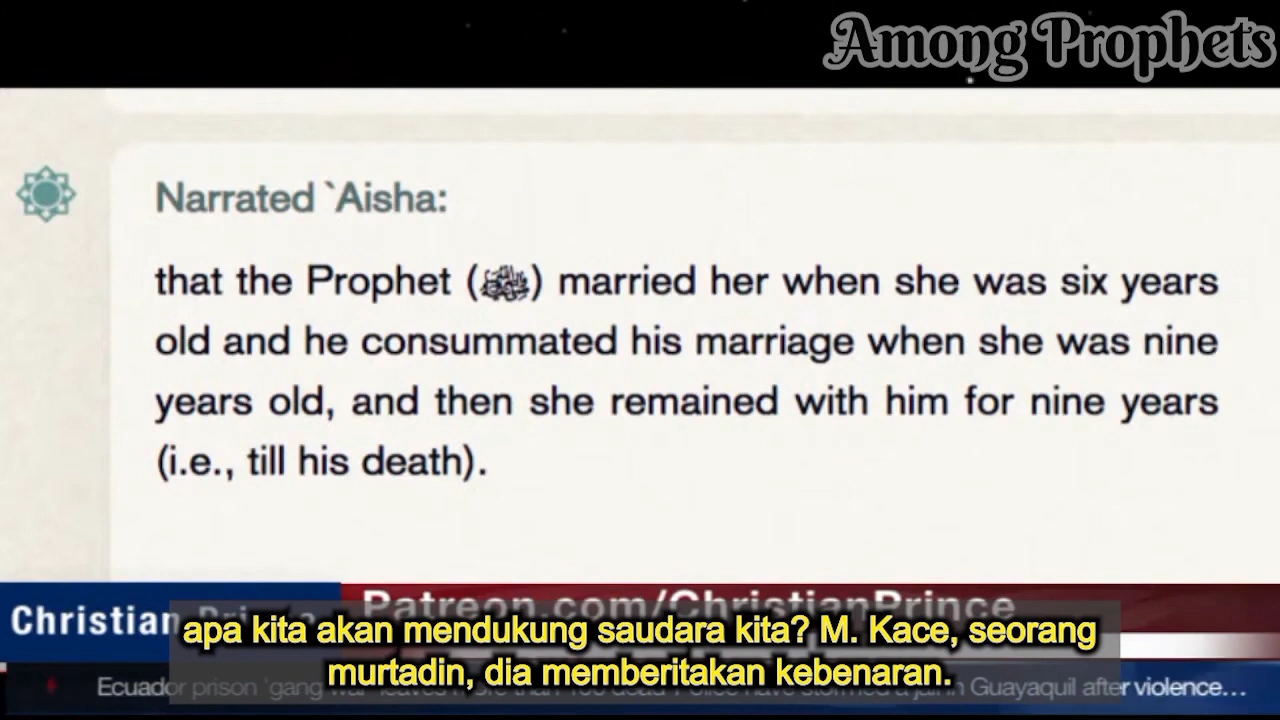 Among Prophets
Narrated `Aisha:
that the Prophet (ﷺ) married her when she was six years
old and he consummated his marriage when she was nine
years old, and then she remained with him for nine years
(i.e., till his death).
Patreon.com/ChristianPrince
Christian Prince
apa kita akan mendukung saudara kita? M. Kace, seorang
murtadin, dia memberitakan kebenaran.
Ecuador prison 'gang war' leaves more than 100 dead Police have stormed a jail in Guayaquil after violence...